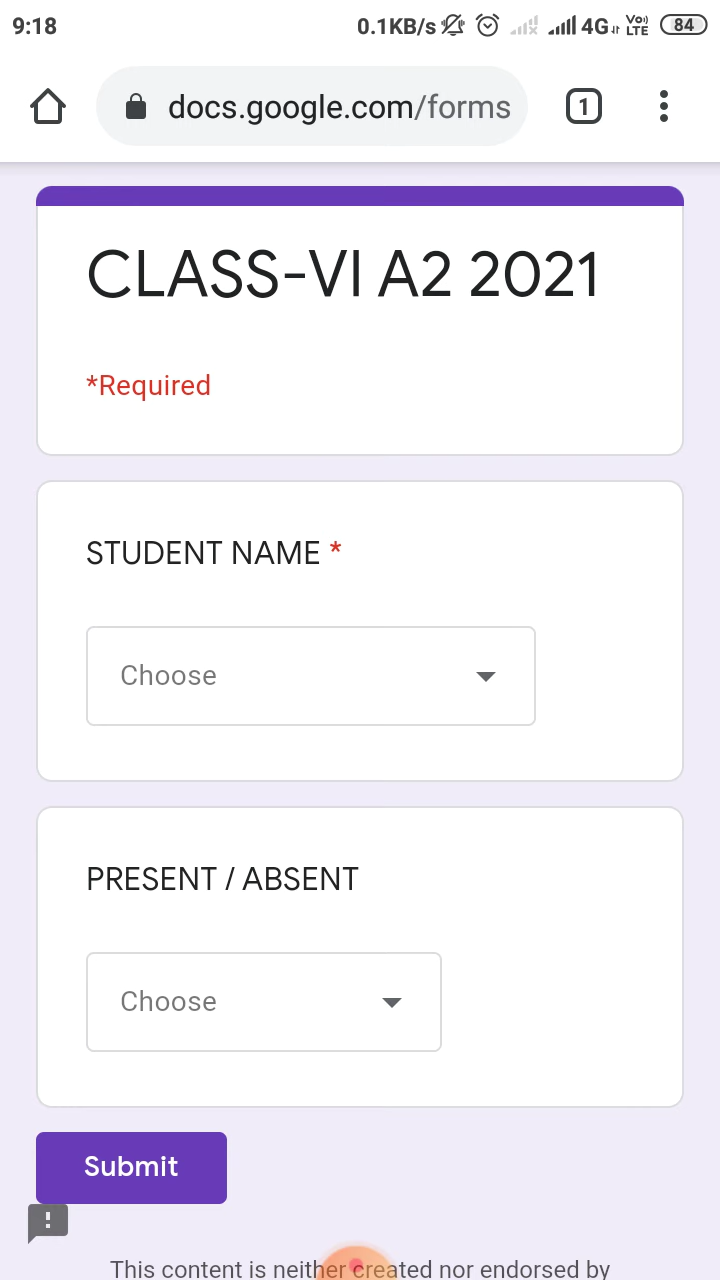 9:18 0.1KB/s 4G Vo) LTE 84
docs.google.com/forms 1
CLASS-VI A2 2021
*Required
STUDENT NAME *
Choose
PRESENT / ABSENT
Choose
Submit
This content is neither created nor endorsed by